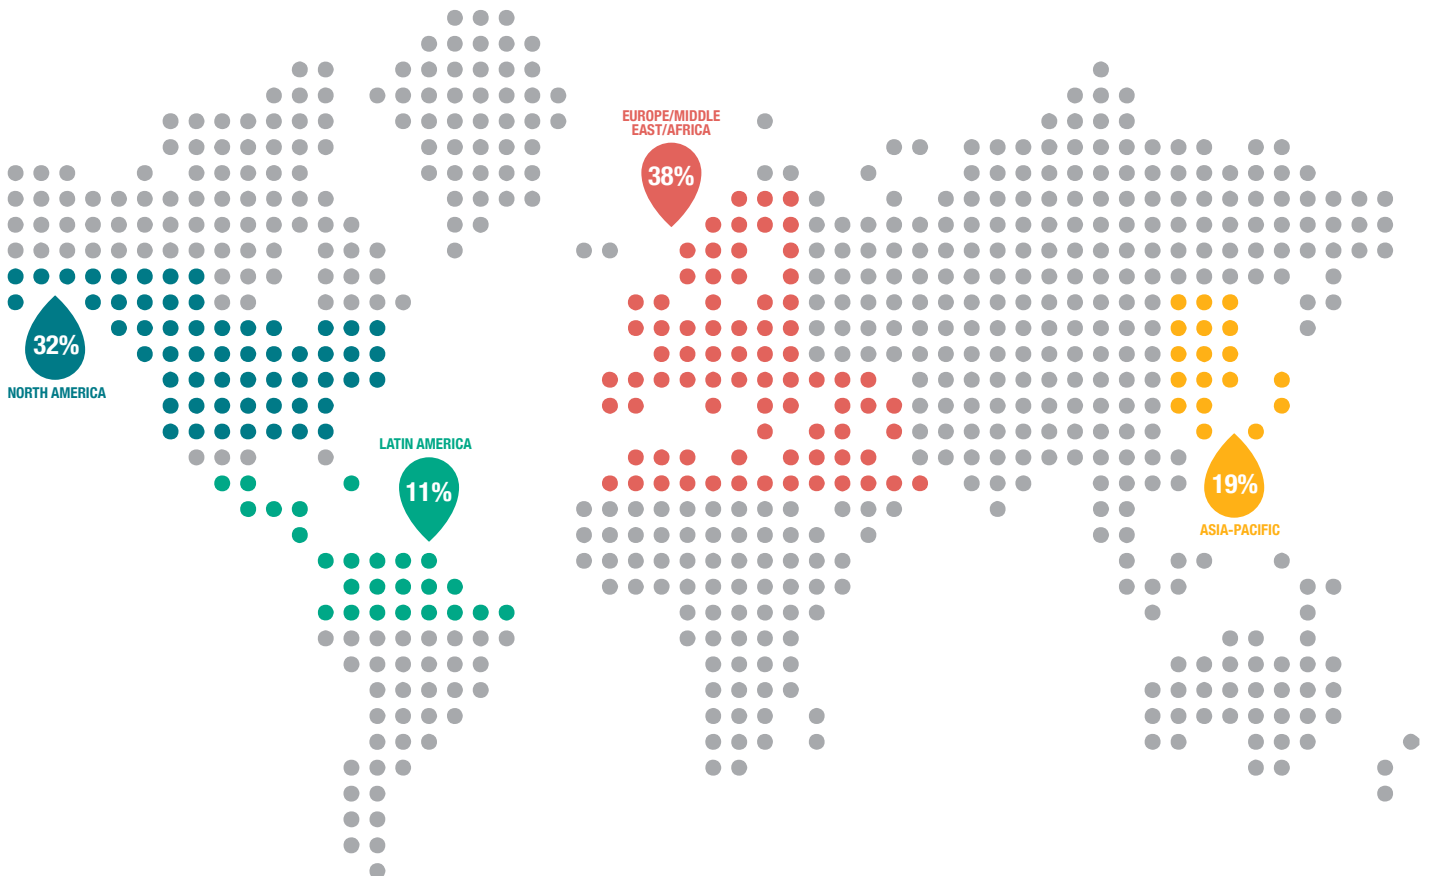 EUROPE/MIDDLE
EAST/AFRICA
38%
32%
NORTH AMERICA
LATIN AMERICA
11%
19%
ASIA-PACIFIC